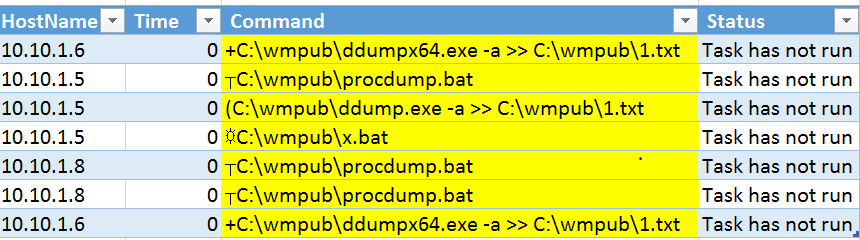 HostName Time Command Status
10.10.1.6 0 +C:\wmpub\ddumpx64.exe -a >> C:\wmpub\1.txt Task has not run
10.10.1.5 0 ┬C:\wmpub\procdump.bat Task has not run
10.10.1.5 0 (C:\wmpub\ddump.exe -a >> C:\wmpub\1.txt Task has not run
10.10.1.5 0 ☼C:\wmpub\x.bat Task has not run
10.10.1.8 0 ┬C:\wmpub\procdump.bat Task has not run
10.10.1.8 0 ┬C:\wmpub\procdump.bat Task has not run
10.10.1.6 0 +C:\wmpub\ddumpx64.exe -a >> C:\wmpub\1.txt Task has not run